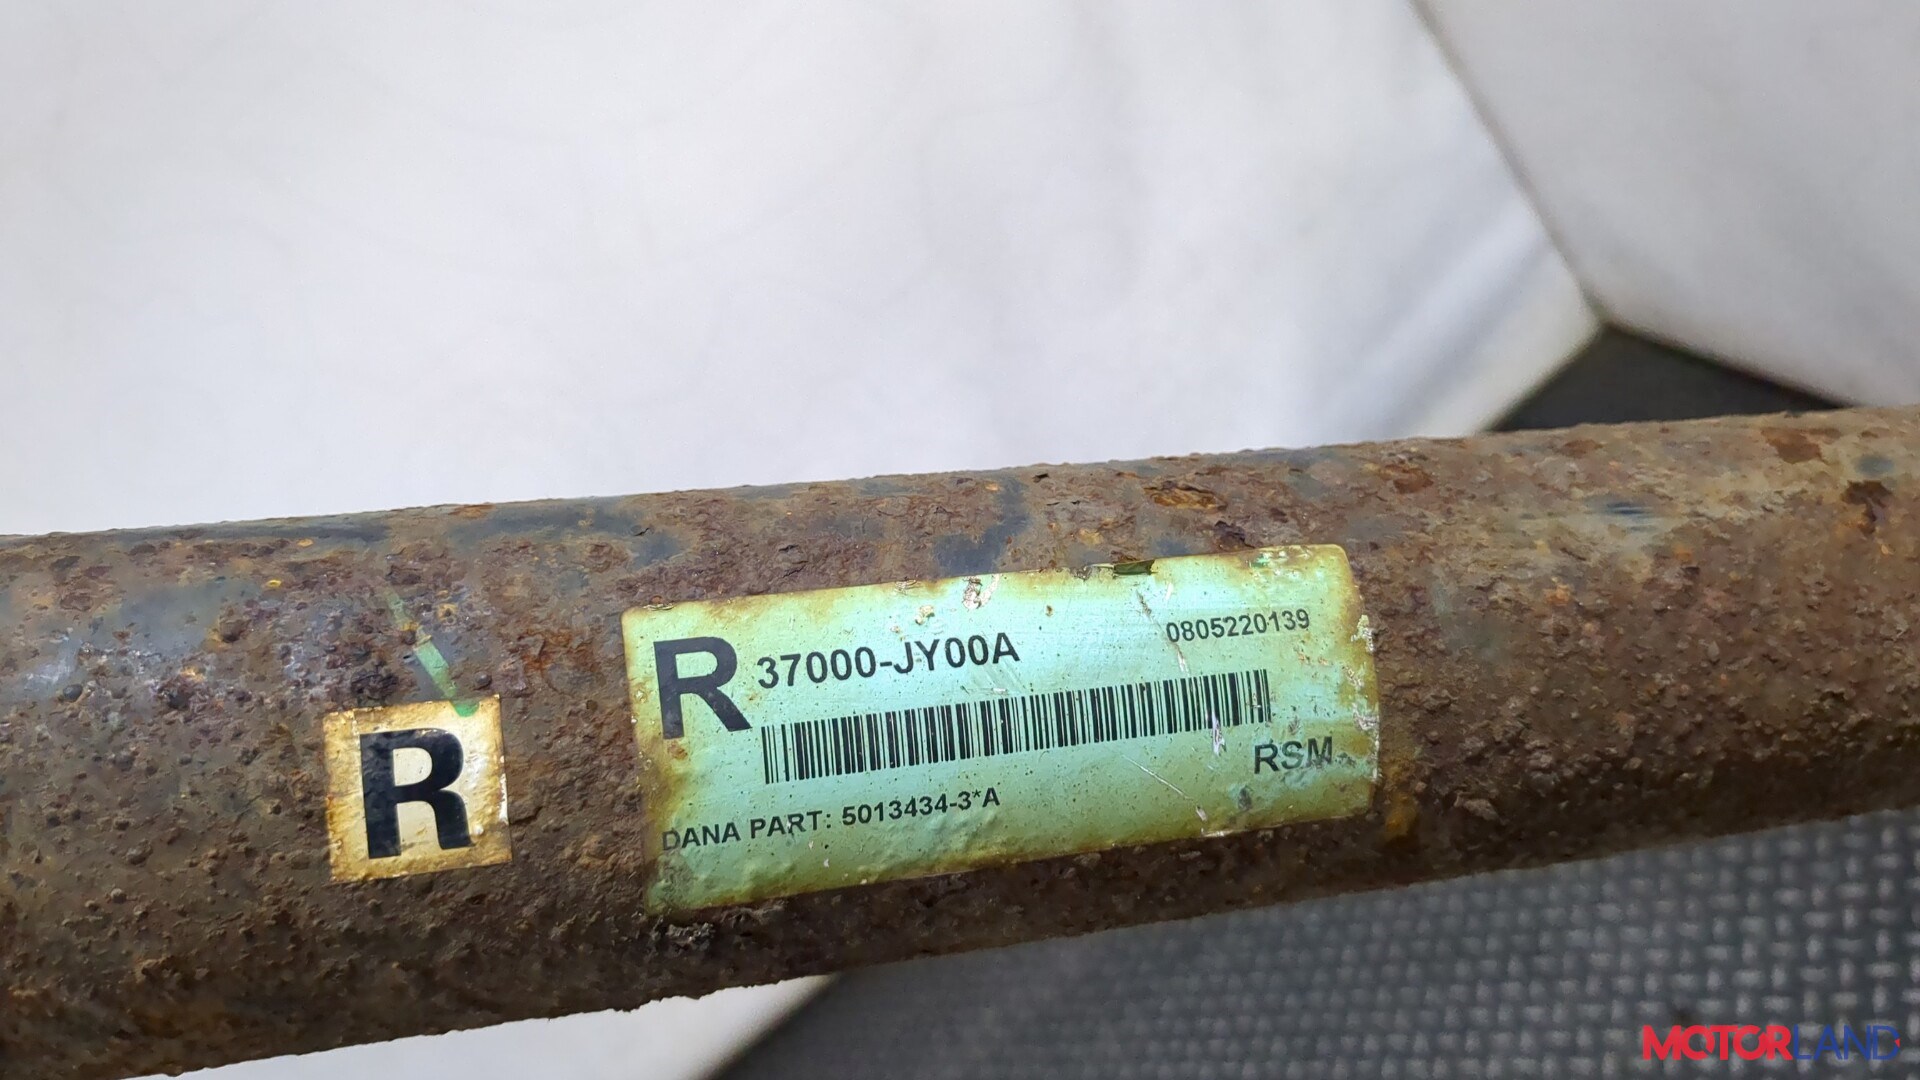 R
R
37000-JY00A
0805220139
RSM
DANA PART: 5013434-3*A
MOTORLAND